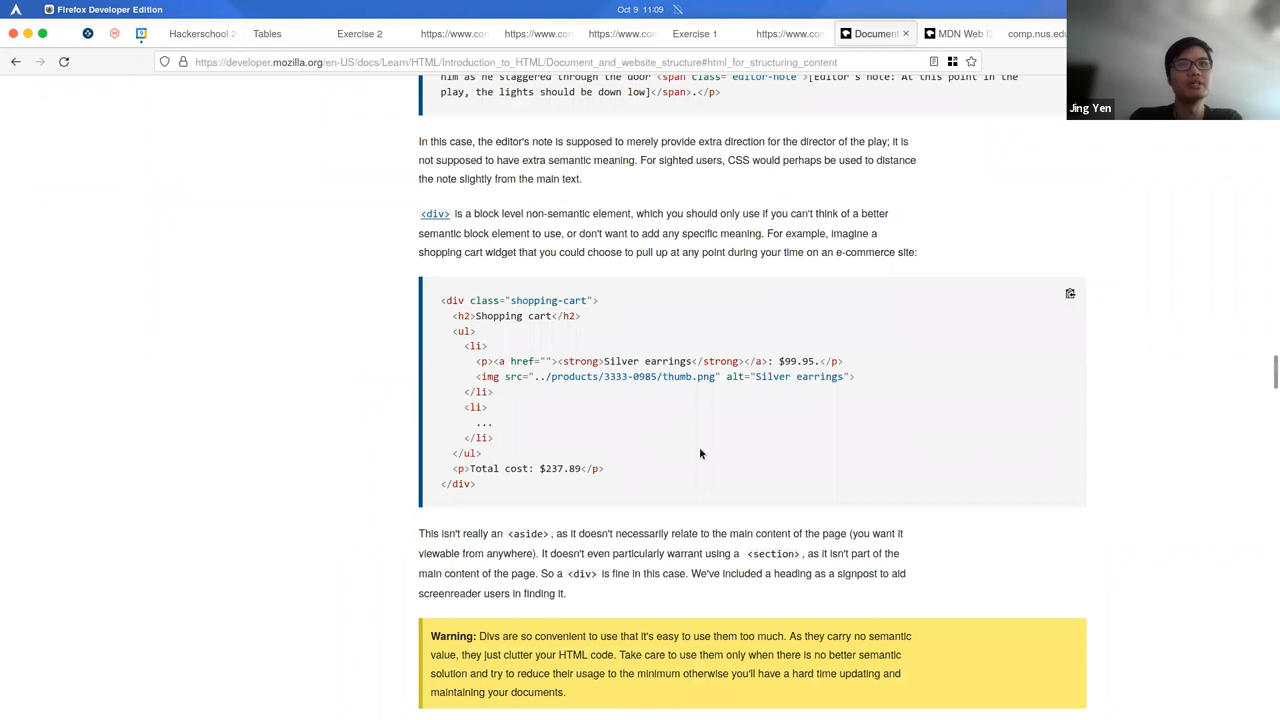 Firefox Developer Edition
Oct 9 11:09
Hackerschool 2
Tables
Exercise 2
https://www.con
https://www.con
https://www.con
Exercise 1
https://www.con
Document
MDN Web D
comp.nus.edu
https://developer.mozilla.org/en-US/docs/Learn/HTML/Introduction_to_HTML/Document_and_website_structure#html_for_structuring_content
Jing Yen
him as he staggered through the door <span class="editor-note">[Editor's note: At this point in the
play, the lights should be down low]</span>.</p>
In this case, the editor's note is supposed to merely provide extra direction for the director of the play; it is
not supposed to have extra semantic meaning. For sighted users, CSS would perhaps be used to distance
the note slightly from the main text.
<div> is a block level non-semantic element, which you should only use if you can't think of a better
semantic block element to use, or don't want to add any specific meaning. For example, imagine a
shopping cart widget that you could choose to pull up at any point during your time on an e-commerce site:
<div class="shopping-cart">
<h2>Shopping cart</h2>
<ul>
<li>
<p><a href=""><strong>Silver earrings</strong></a>: $99.95.</p>
<img src="../products/3333-0985/thumb.png" alt="Silver earrings">
</li>
<li>
...
</li>
</ul>
<p>Total cost: $237.89</p>
</div>
This isn't really an <aside>, as it doesn't necessarily relate to the main content of the page (you want it
viewable from anywhere). It doesn't even particularly warrant using a <section>, as it isn't part of the
main content of the page. So a <div> is fine in this case. We've included a heading as a signpost to aid
screenreader users in finding it.
Warning: Divs are so convenient to use that it's easy to use them too much. As they carry no semantic
value, they just clutter your HTML code. Take care to use them only when there is no better semantic
solution and try to reduce their usage to the minimum otherwise you'll have a hard time updating and
maintaining your documents.